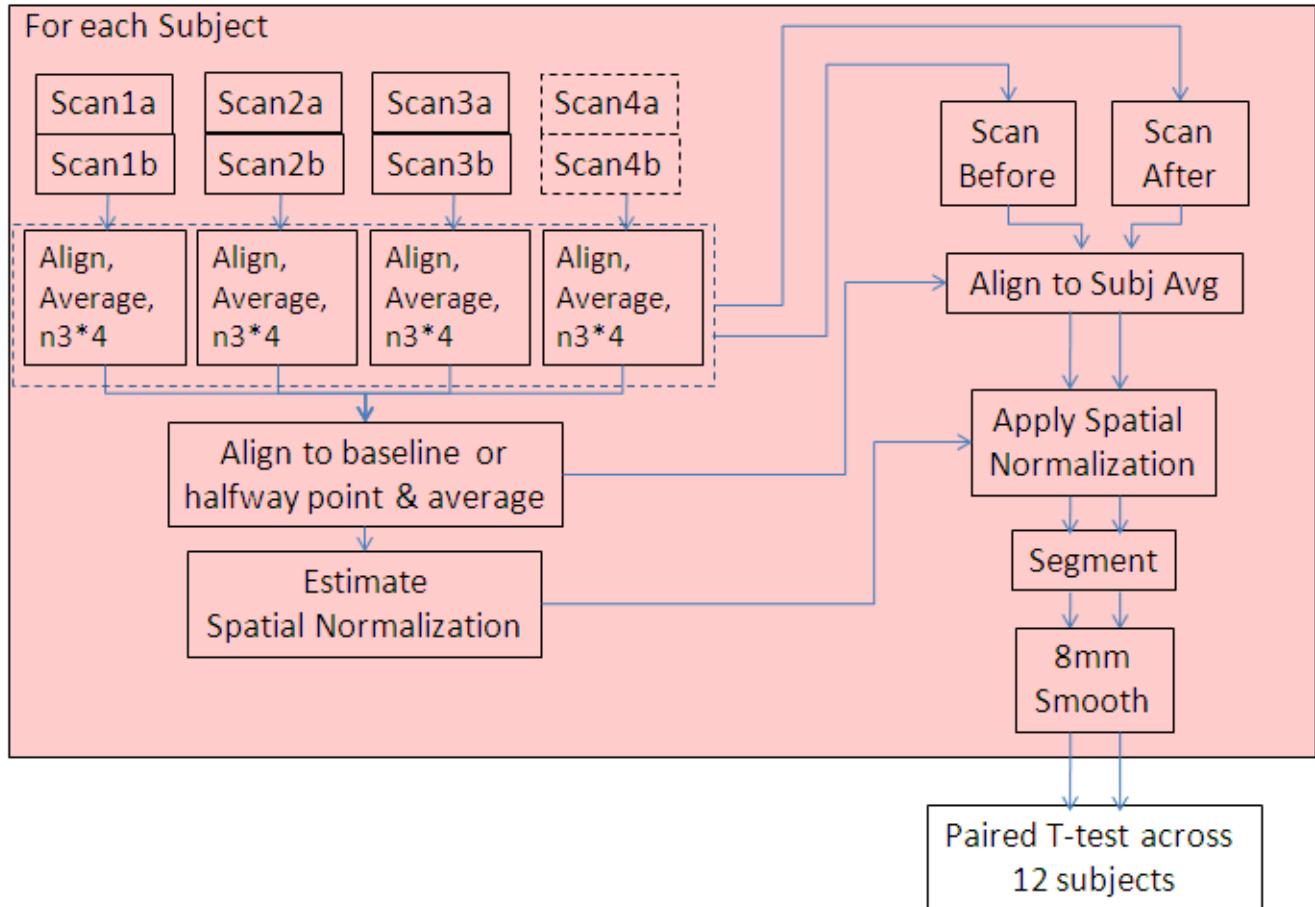 For each Subject
Scan1a
Scan1b
Scan2a
Scan2b
Scan3a
Scan3b
Scan4a
Scan4b
Align,
Average,
n3*4
Align,
Average,
n3*4
Align,
Average,
n3*4
Align,
Average,
n3*4
Align to baseline or
halfway point & average
Estimate
Spatial Normalization
Scan
Before
Scan
After
Align to Subj Avg
Apply Spatial
Normalization
Segment
8mm
Smooth
Paired T-test across
12 subjects